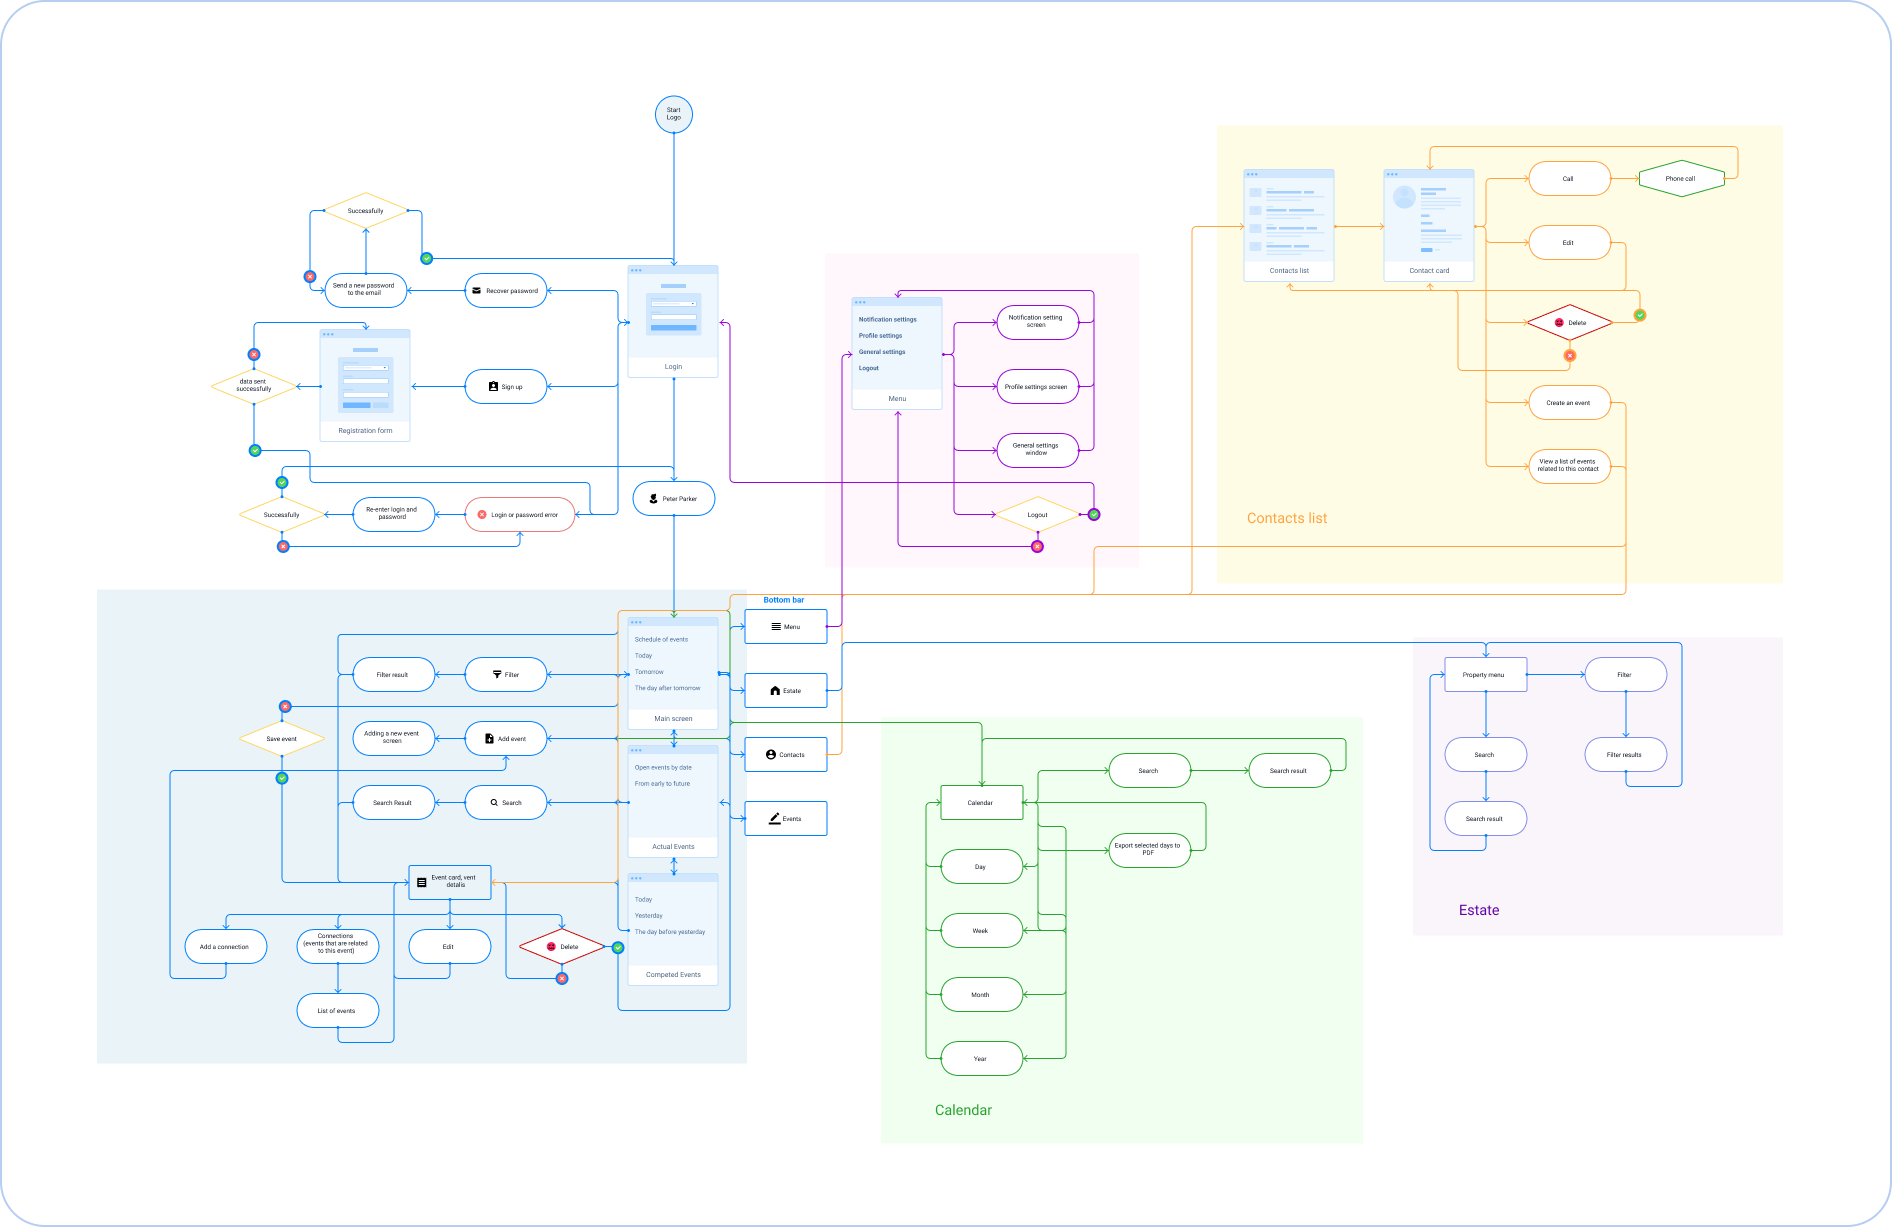 Start
Logo
Successfully
Send a new password
to the email
Recover password
Login
data sent
successfully
Registration form
Sign up
Successfully
Re-enter login and
password
Login or password error
Peter Parker
Notification settings
Profile settings
General settings
Logout
Menu
Notification setting
screen
Profile settings screen
General settings
window
Logout
Contacts list
Contact card
Call
Phone call
Edit
Delete
Create an event
View a list of events
related to this contact
Contacts list
Bottom bar
Menu
Estate
Contacts
Events
Schedule of events
Today
Tomorrow
The day after tomorrow
Main screen
Filter result
Filter
Save event
Adding a new event
screen
Add event
Open events by date
From early to future
Actual Events
Search Result
Search
Event card, vent
detalis
Today
Yesterday
The day before yesterday
Competed Events
Add a connection
Connections
(events that are related
to this event)
Edit
Delete
List of events
Calendar
Search
Search result
Export selected days to
PDF
Day
Week
Month
Year
Calendar
Property menu
Filter
Search
Filter results
Search result
Estate